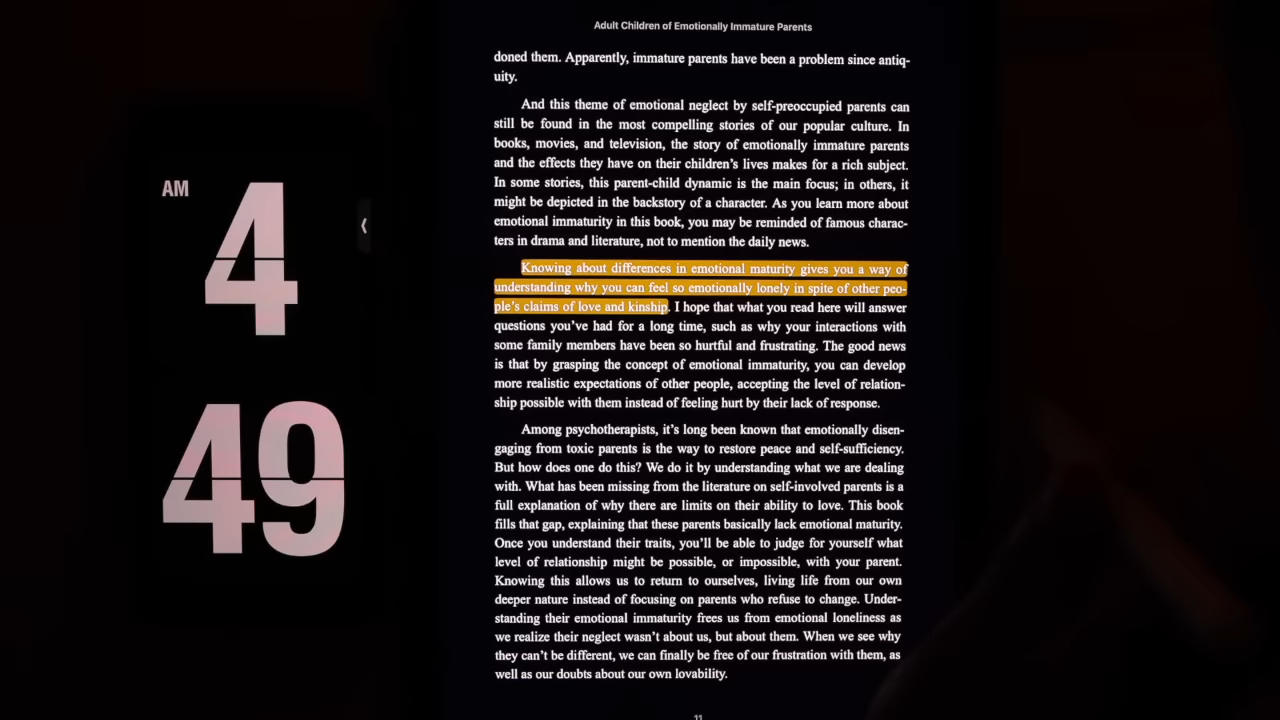 AM
4
49
Adult Children of Emotionally Immature Parents
doned them. Apparently, immature parents have been a problem since antiq-
uity.
And this theme of emotional neglect by self-preoccupied parents can
still be found in the most compelling stories of our popular culture. In
books, movies, and television, the story of emotionally immature parents
and the effects they have on their children's lives makes for a rich subject.
In some stories, this parent-child dynamic is the main focus; in others, it
might be depicted in the backstory of a character. As you learn more about
emotional immaturity in this book, you may be reminded of famous charac-
ters in drama and literature, not to mention the daily news.
Knowing about differences in emotional maturity gives you a way of
understanding why you can feel so emotionally lonely in spite of other peo-
ple's claims of love and kinship. I hope that what you read here will answer
questions you've had for a long time, such as why your interactions with
some family members have been so hurtful and frustrating. The good news
is that by grasping the concept of emotional immaturity, you can develop
more realistic expectations of other people, accepting the level of relation-
ship possible with them instead of feeling hurt by their lack of response.
Among psychotherapists, it's long been known that emotionally disen-
gaging from toxic parents is the way to restore peace and self-sufficiency.
But how does one do this? We do it by understanding what we are dealing
with. What has been missing from the literature on self-involved parents is a
full explanation of why there are limits on their ability to love. This book
fills that gap, explaining that these parents basically lack emotional maturity.
Once you understand their traits, you'll be able to judge for yourself what
level of relationship might be possible, or impossible, with your parent.
Knowing this allows us to return to ourselves, living life from our own
deeper nature instead of focusing on parents who refuse to change. Under-
standing their emotional immaturity frees us from emotional loneliness as
we realize their neglect wasn't about us, but about them. When we see why
they can't be different, we can finally be free of our frustration with them, as
well as our doubts about our own lovability.
11